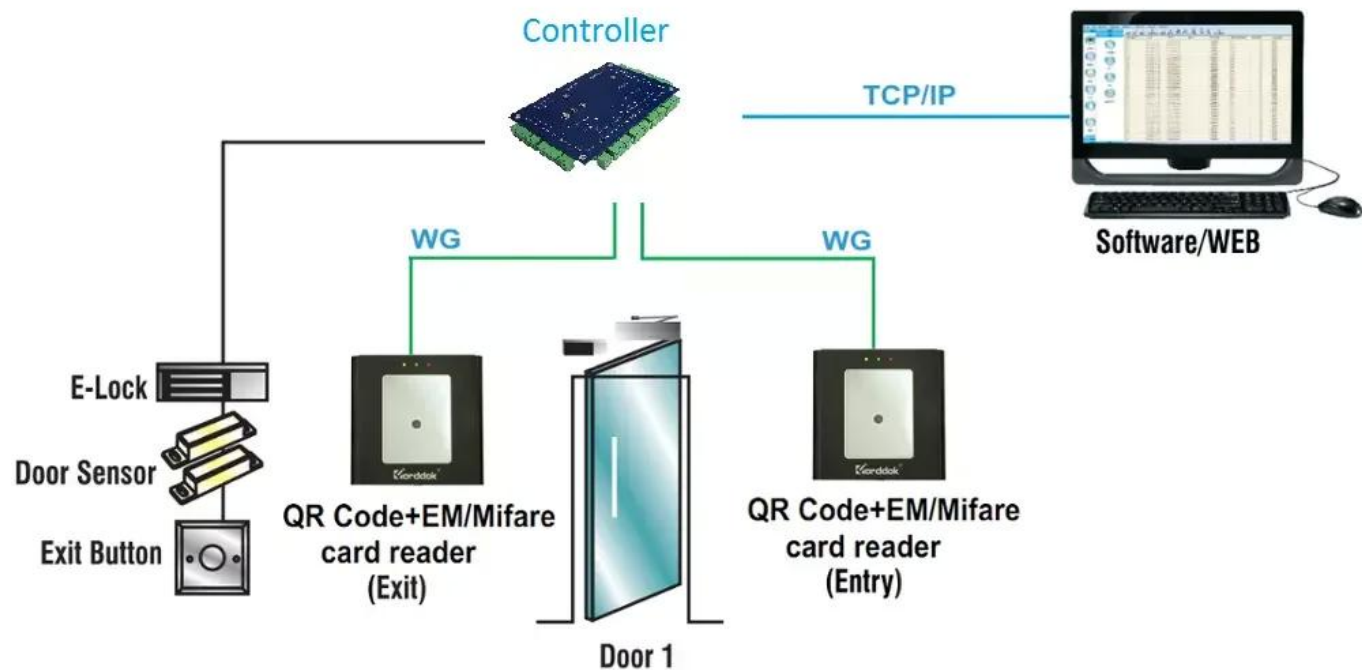 Controller
TCP/IP
WG
WG
Software/WEB
E-Lock
Door Sensor
Exit Button
QR Code+EM/Mifare
card reader
(Exit)
QR Code+EM/Mifare
card reader
(Entry)
Door 1